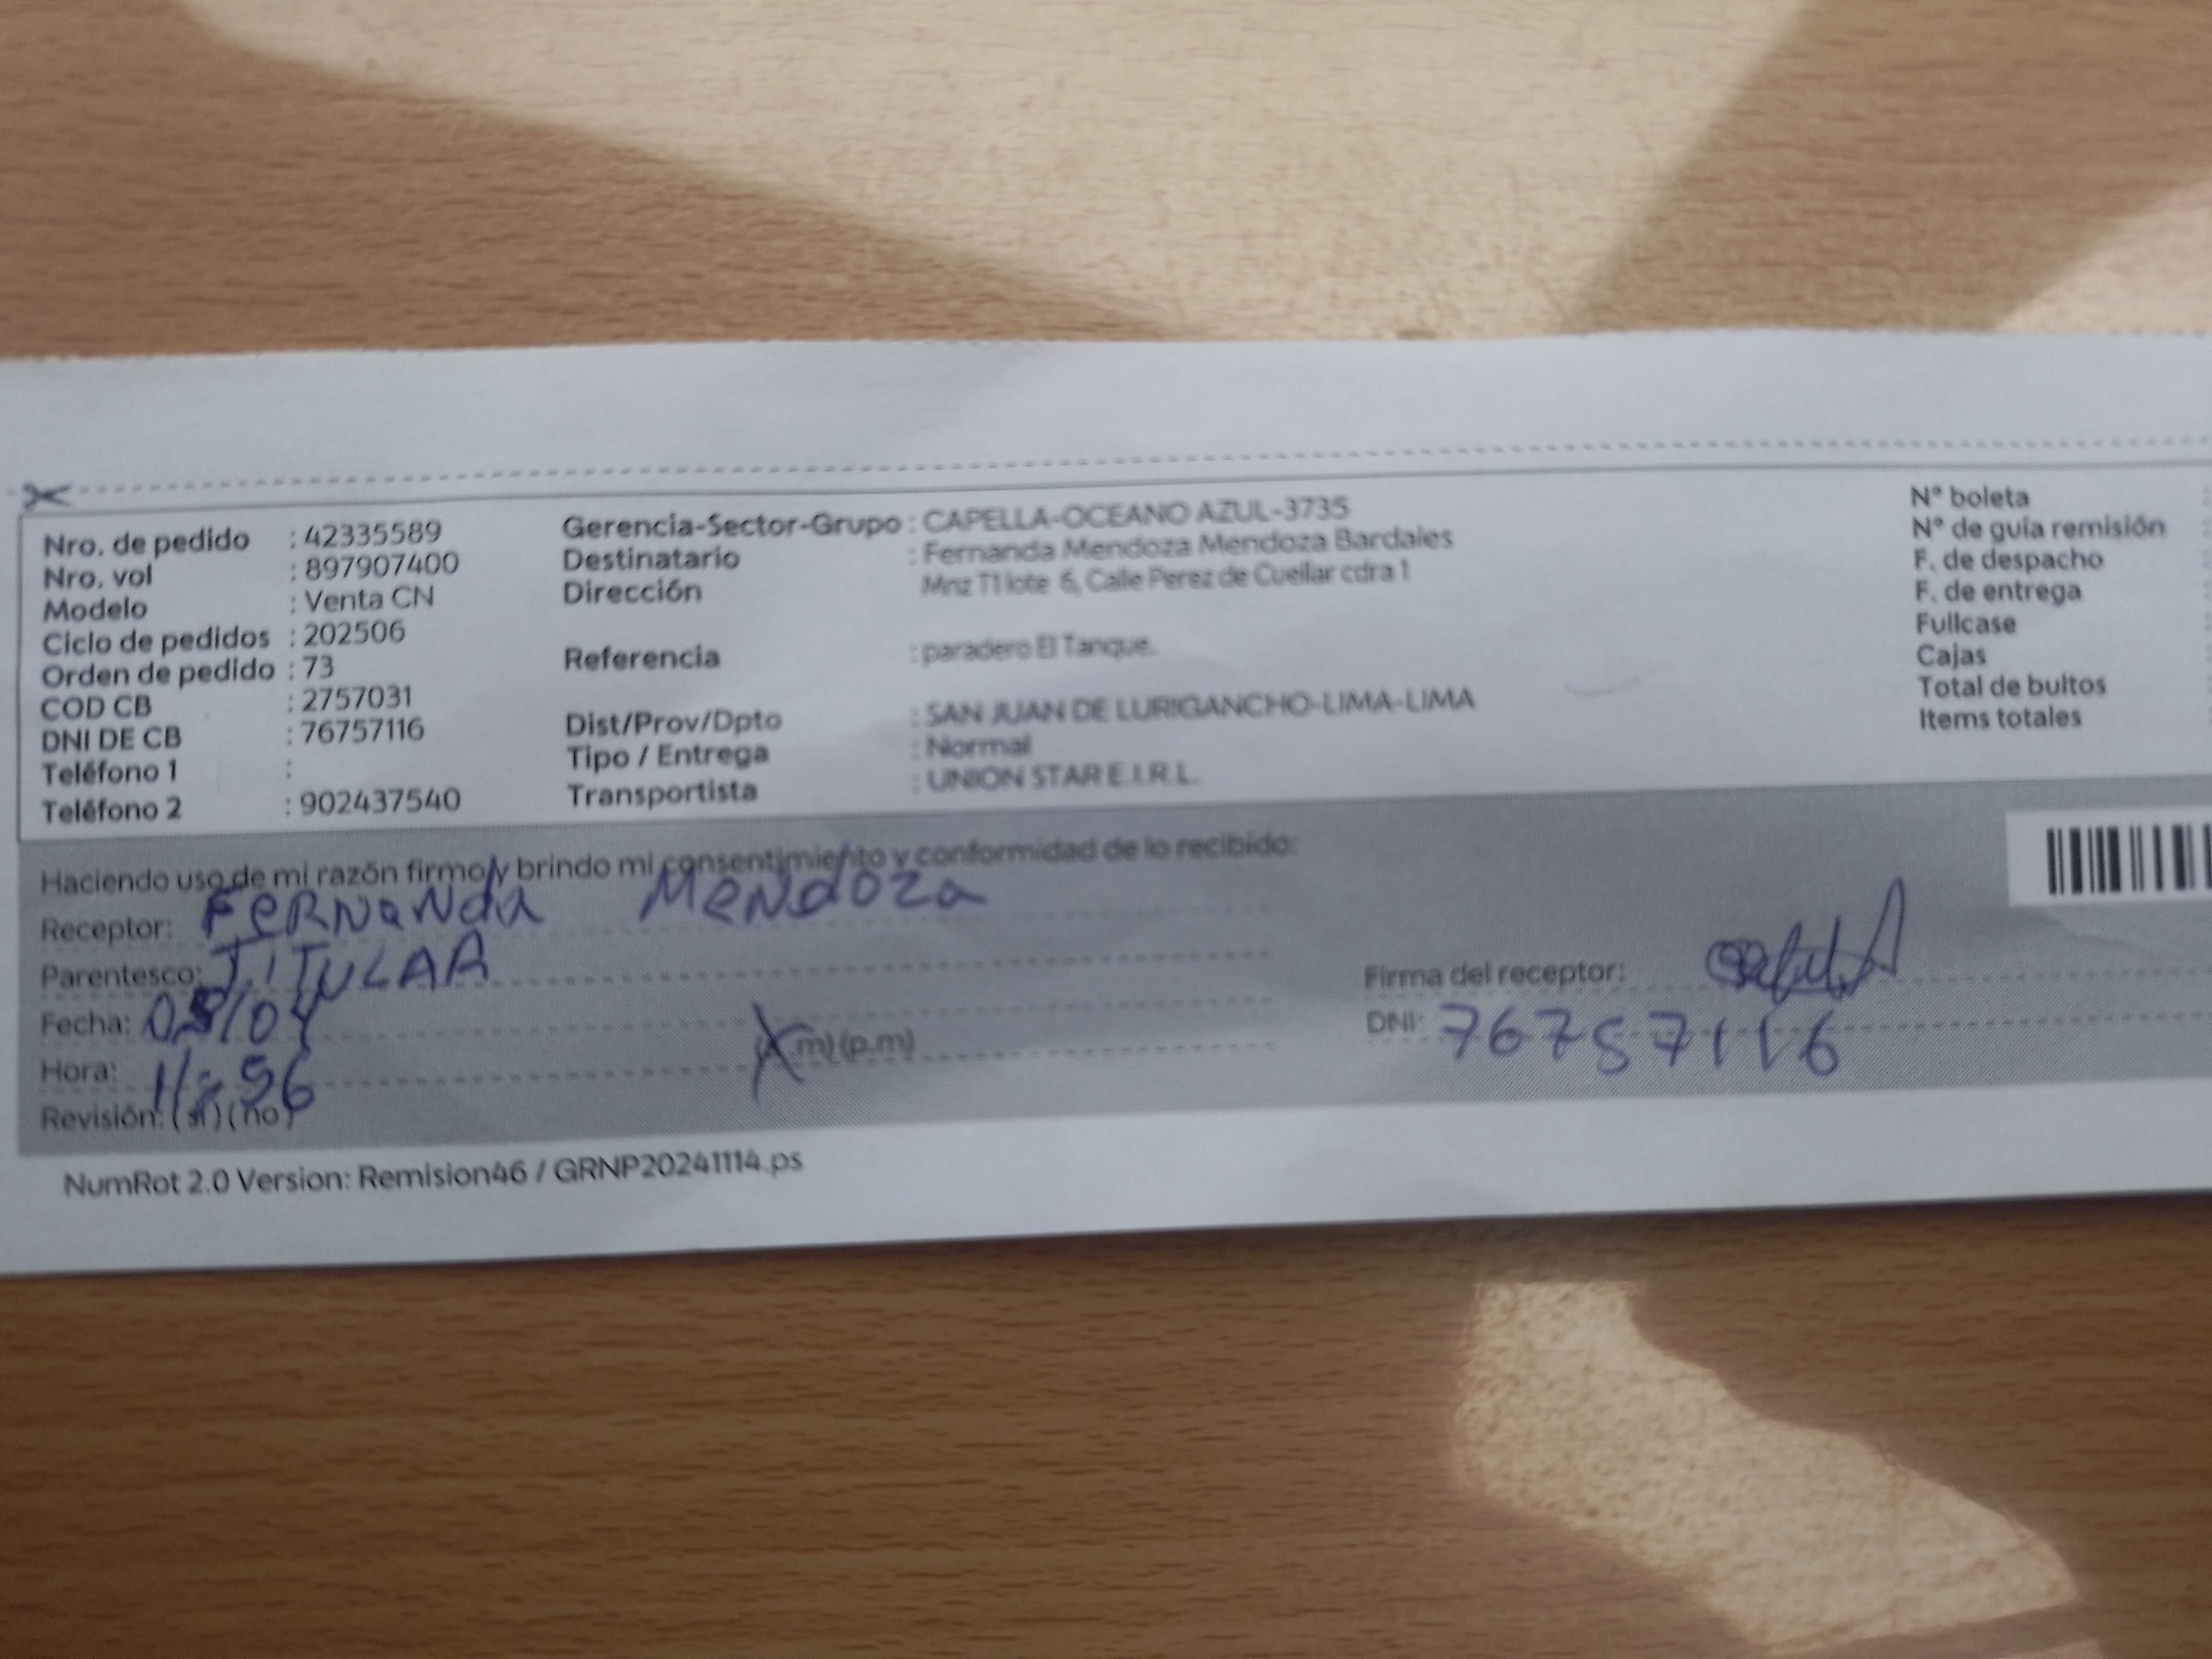 Nro. de pedido : 42335589
Nro. vol : 897907400
Modelo : Venta CN
Ciclo de pedidos : 202506
Orden de pedido : 73
COD CB : 2757031
DNI DE CB : 76757116
Teléfono 1 :
Teléfono 2 : 902437540
Gerencia-Sector-Grupo : CAPELLA-OCEANO AZUL-3735
Destinatario : Fernanda Mendoza Mendoza Bardales
Dirección Mnz T1 lote 6, Calle Perez de Cuellar cdra 1
Referencia : paradero El Tanque.
Dist/Prov/Dpto : SAN JUAN DE LURIGANCHO-LIMA-LIMA
Tipo / Entrega : Normal
Transportista : UNION STAR E.I.R.L.
N° boleta
N° de guía remisión
F. de despacho
F. de entrega
Fullcase
Cajas
Total de bultos
Items totales
Haciendo uso de mi razón firmo y brindo mi consentimiento y conformidad de lo recibido:
Receptor: FERNANdA MENdOZA
Parentesco: TITULAR
Fecha: /04
Hora: 11:56 m) (p.m)
Revisión: (si) (no)
Firma del receptor:
DNI: 76757116
NumRot 2.0 Version: Remision46 / GRNP20241114.ps